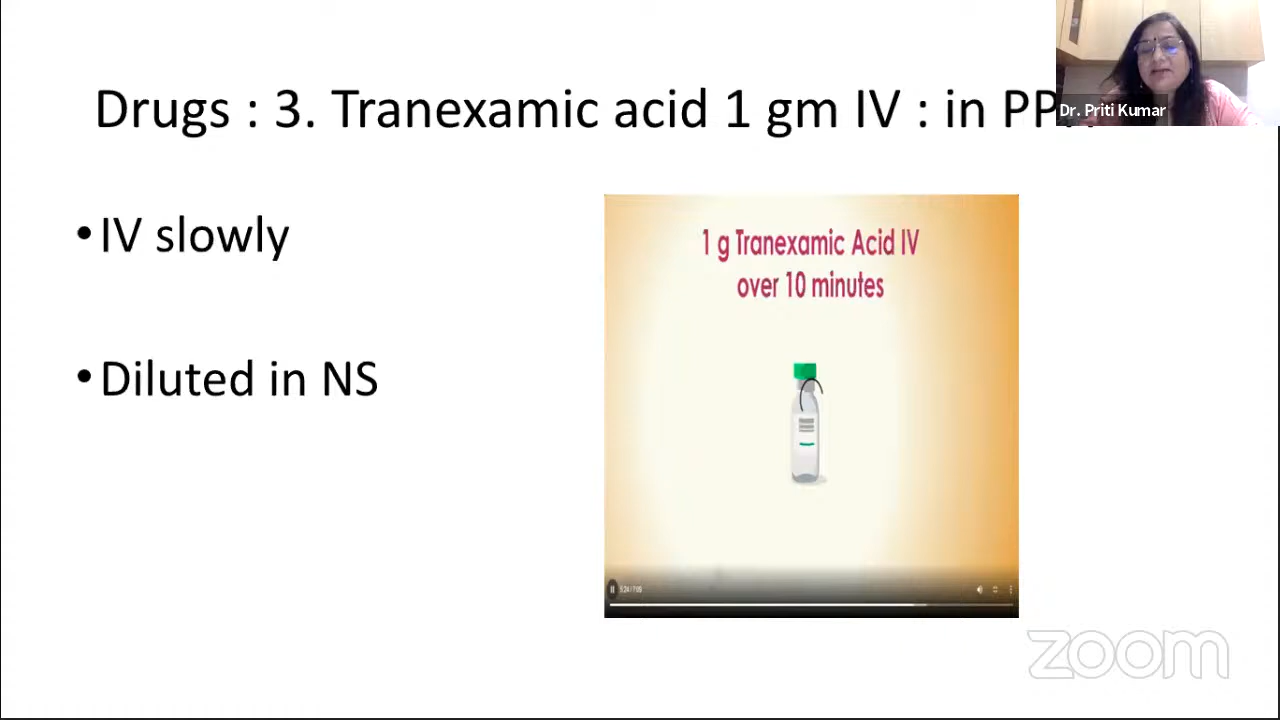 Drugs : 3. Tranexamic acid 1 gm IV : in
Dr. Priti Kumar
•IV slowly
•Diluted in NS
1 g Tranexamic Acid IV
over 10 minutes
zoom